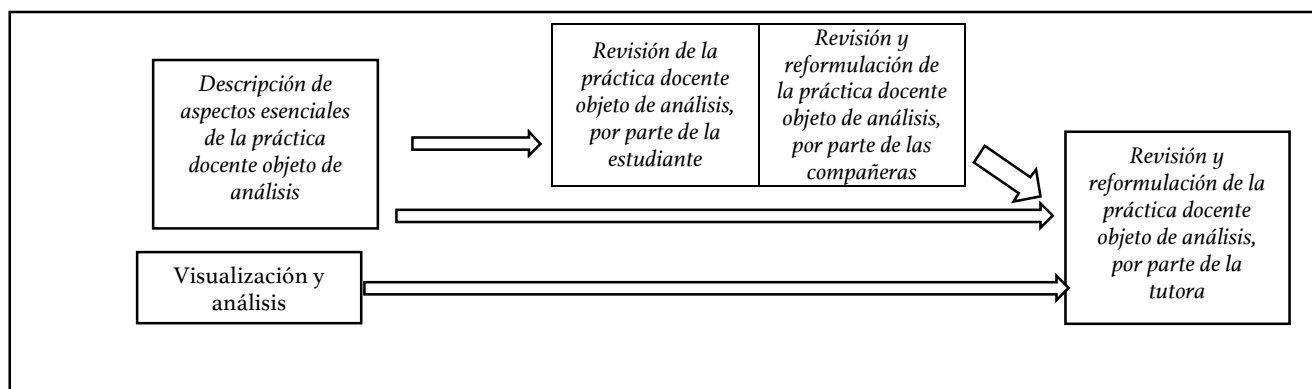 Descripción de
aspectos esenciales
de la práctica
docente objeto de
análisis
Revisión de la
práctica docente
objeto de análisis,
por parte de la
estudiante
Revisión y
reformulación de
la práctica docente
objeto de análisis,
por parte de las
compañeras
Revisión y
reformulación de la
práctica docente
objeto de análisis,
por parte de la
tutora
Visualización y
análisis